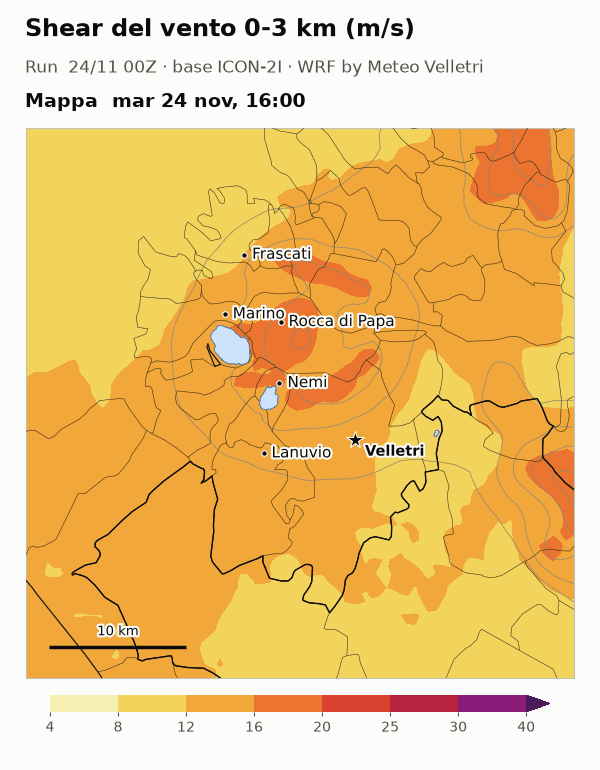 Shear del vento 0-3 km (m/s)
Run  24/11 00Z · base ICON-2I · WRF by Meteo Velletri
Mappa  mar 24 nov, 16:00
Frascati
Marino
Rocca di Papa
Nemi
Velletri
Lanuvio
10 km
4 8 12 16 20 25 30 40